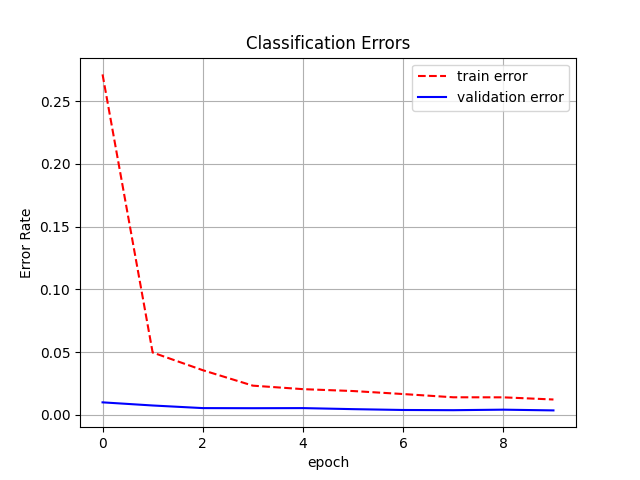 Classification Errors
train error
validation error
0.25
0.20
0.15
0.10
0.05
0.00
Error Rate
0 2 4 6 8
epoch